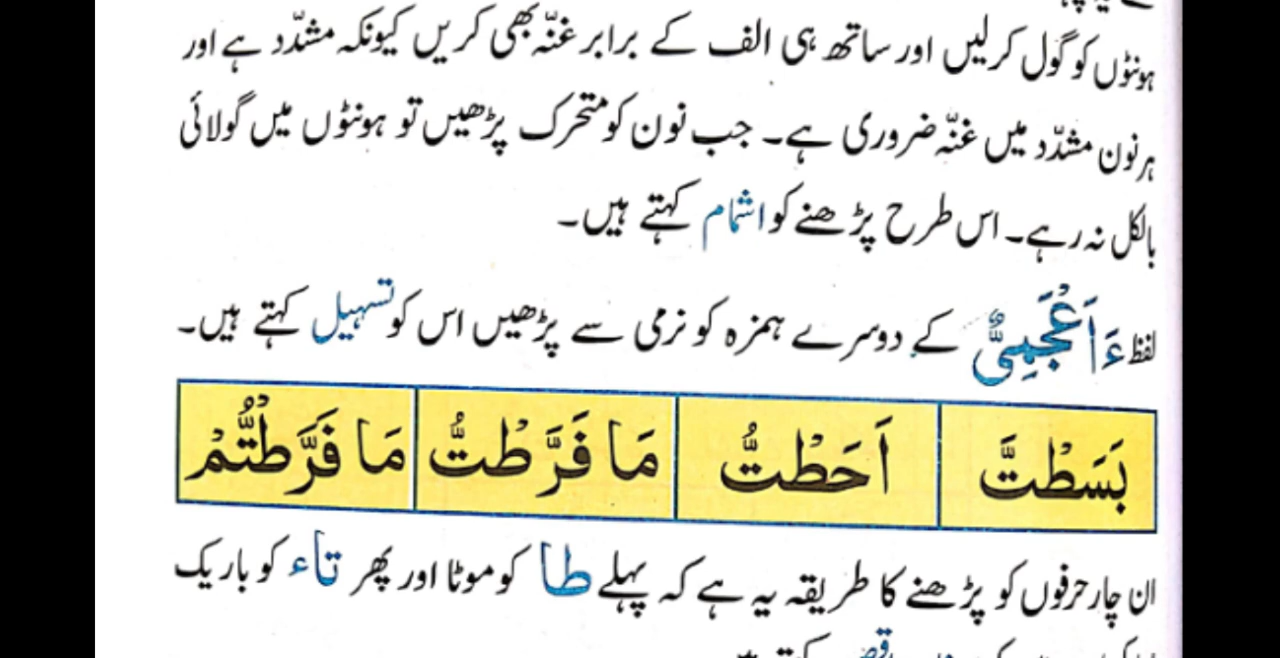 ہونٹوں کو گول کرلیں اور ساتھ ہی الف کے برابر غنّہ بھی کریں کیونکہ مشدّد ہے اور
ہر نون مشدّد میں غنّہ ضروری ہے۔ جب نون کو متحرک پڑھیں تو ہونٹوں میں گولائی
بالکل نہ رہے۔ اس طرح پڑھنے کو اشمام کہتے ہیں۔
لفظ ءَاَعْجَمِیٌّ کے دوسرے ہمزہ کو نرمی سے پڑھیں اس کو تسہیل کہتے ہیں۔
بَسَطْتَّ اَحَطْتُّ مَا فَرَّطْتُّ مَا فَرَّطْتُّمْ
ان چار حرفوں کو پڑھنے کا طریقہ یہ ہے کہ پہلے طا کو موٹا اور پھر تاء کو باریک